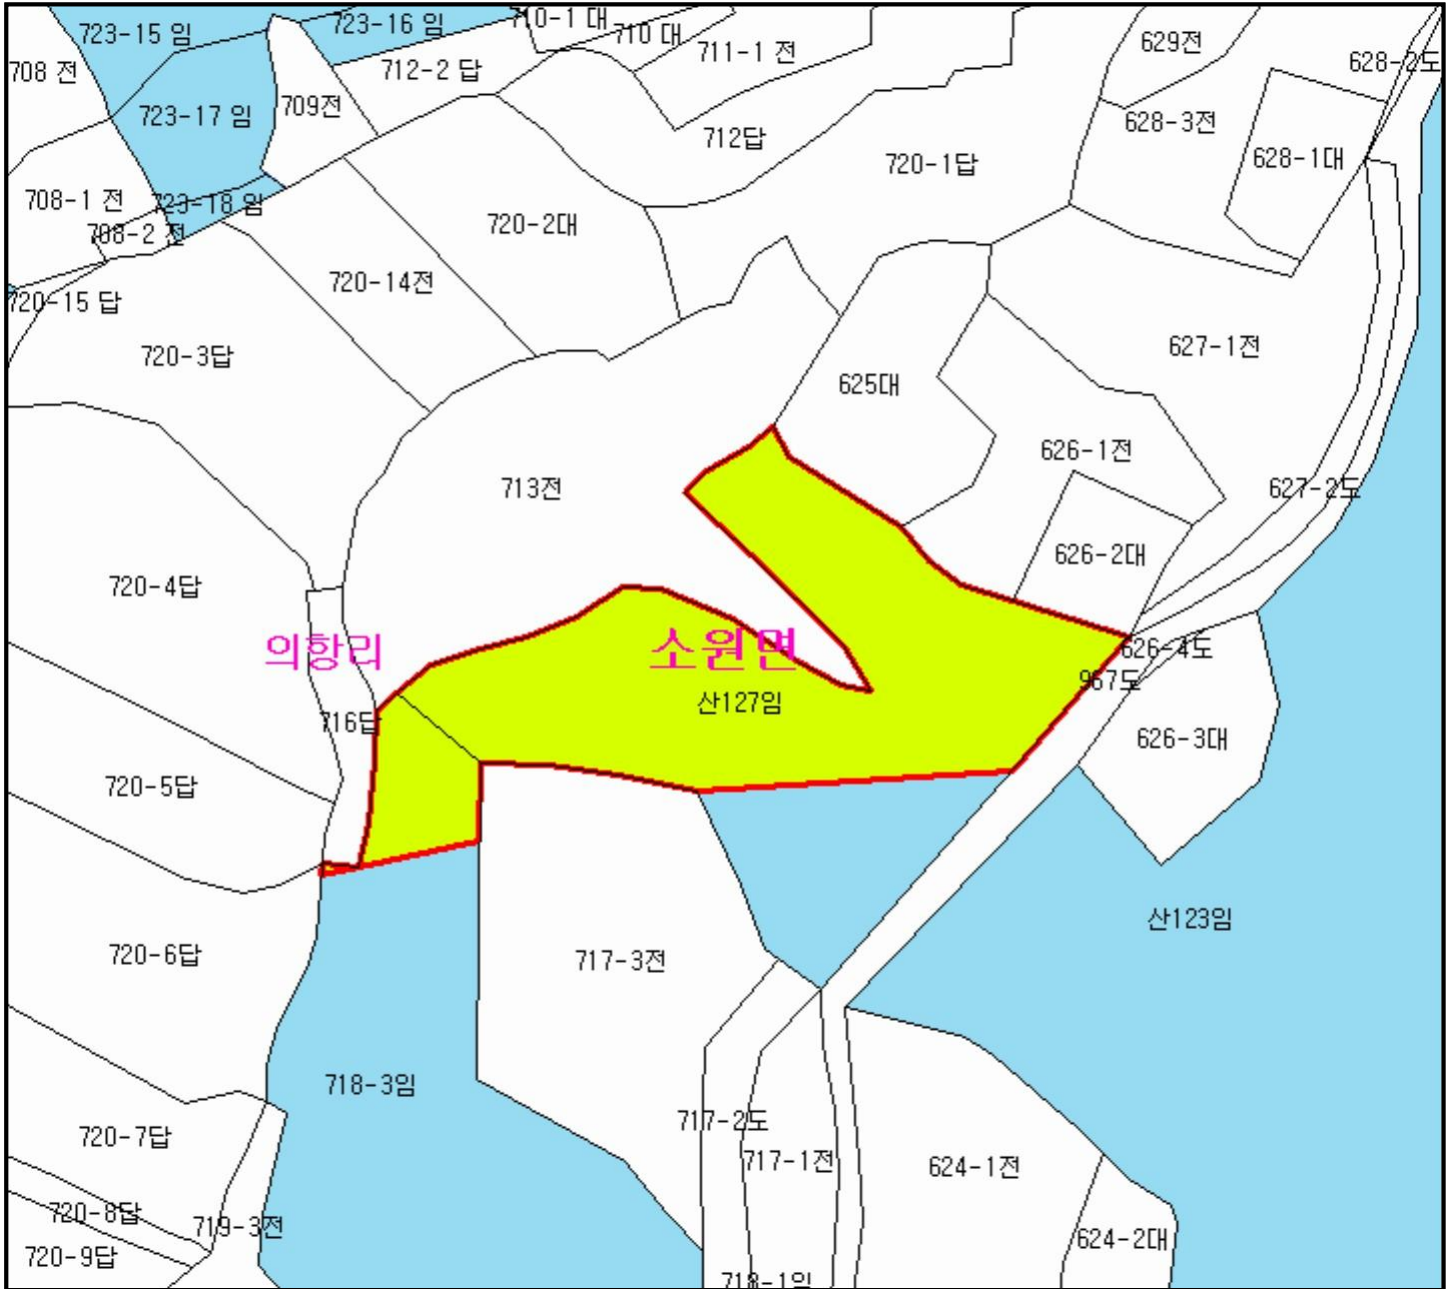 723-15 임
723-16 임
710-1 대
710 대
711-1 전
629전
628-2도
708 전
712-2 답
723-17 임
709전
712답
628-3전
628-1대
720-1답
708-1 전
723-18 임
708-2 전
720-2대
720-14전
720-15 답
720-3답
627-1전
625대
626-1전
713전
627-2도
626-2대
720-4답
의항리
소원면
626-4도
967도
산127임
716답
626-3대
720-5답
산123임
720-6답
717-3전
718-3임
717-2도
720-7답
717-1전
624-1전
720-8답
719-3전
624-2대
720-9답
718-1임